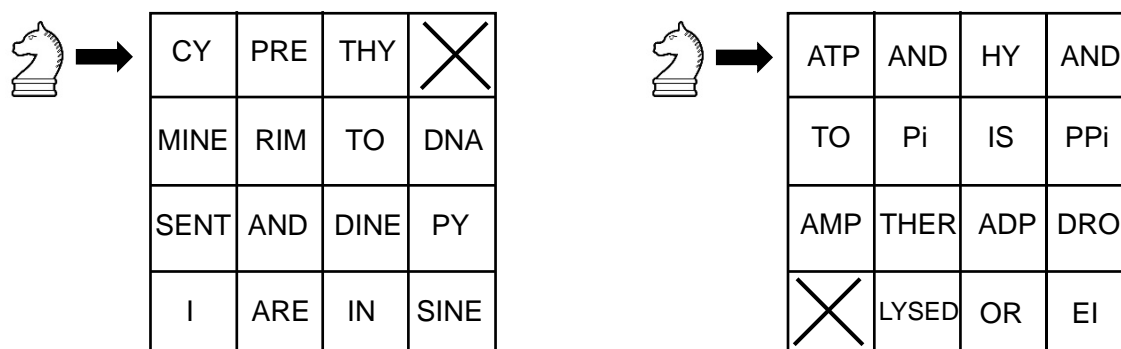 CY PRE THY ATP AND HY AND
MINE RIM TO DNA TO Pi IS PPi
SENT AND DINE PY AMP THER ADP DRO
I ARE IN SINE LYSED OR EI